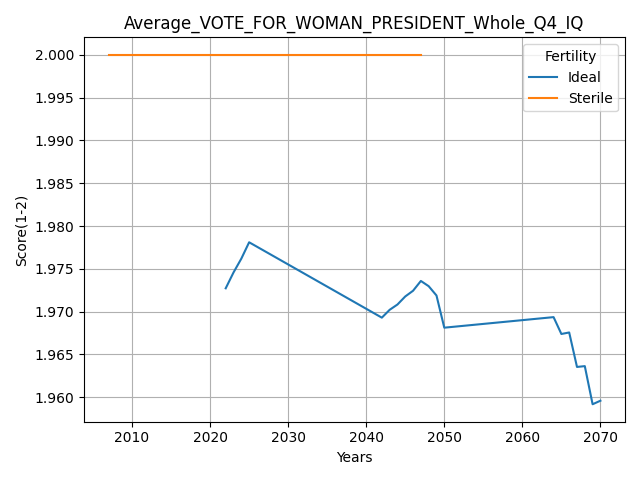 Average_VOTE_FOR_WOMAN_PRESIDENT_Whole_Q4_IQ
Fertility
Ideal
Sterile
Score(1-2)
2.000
1.995
1.990
1.985
1.980
1.975
1.970
1.965
1.960
2010 2020 2030 2040 2050 2060 2070
Years